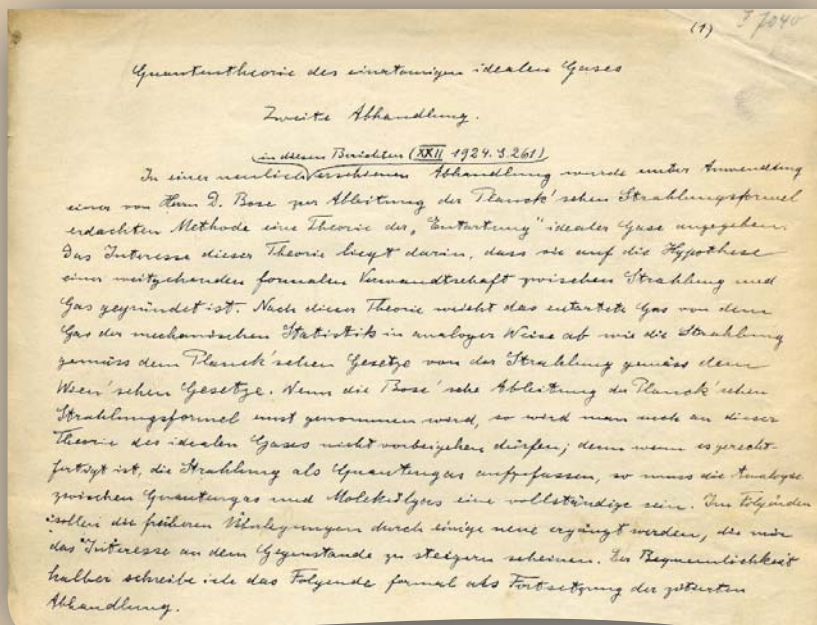 (1) J 7040
Quantentheorie des einatomigen idealen Gases
Zweite Abhandlung.
in diesen Berichten (XXII 1924. S. 261)
In einer neulich erschienenen Abhandlung wurde unter Anwendung
einer von Herrn D. Bose zur Ableitung der Planck'schen Strahlungsformel
erdachten Methode eine Theorie der „Entartung" idealer Gase angegeben.
Das Interesse dieser Theorie liegt darin, dass sie auf die Hypothese
einer weitgehenden formalen Verwandtschaft zwischen Strahlung und
Gas gegründet ist. Nach dieser Theorie weicht das entartete Gas von dem
Gas der mechanischen Statistik in analoger Weise ab wie die Strahlung
gemäss dem Planck'schen Gesetze von der Strahlung gemäss dem
Wien'schen Gesetze. Wenn die Bose'sche Ableitung der Planck'schen
Strahlungsformel ernst genommen wird, so wird man auch an dieser
Theorie des idealen Gases nicht vorbeigehen dürfen; denn wenn es gerecht-
fertigt ist, die Strahlung als Quantengas aufzufassen, so muss die Analogie
zwischen Quantengas und Molekülgas eine vollständige sein. Im Folgenden
sollen die früheren Überlegungen durch einige neue ergänzt werden, die mir
das Interesse an dem Gegenstande zu steigern scheinen. Der Bequemlichkeit
halber schreibe ich das Folgende formal als Fortsetzung der zitierten
Abhandlung.